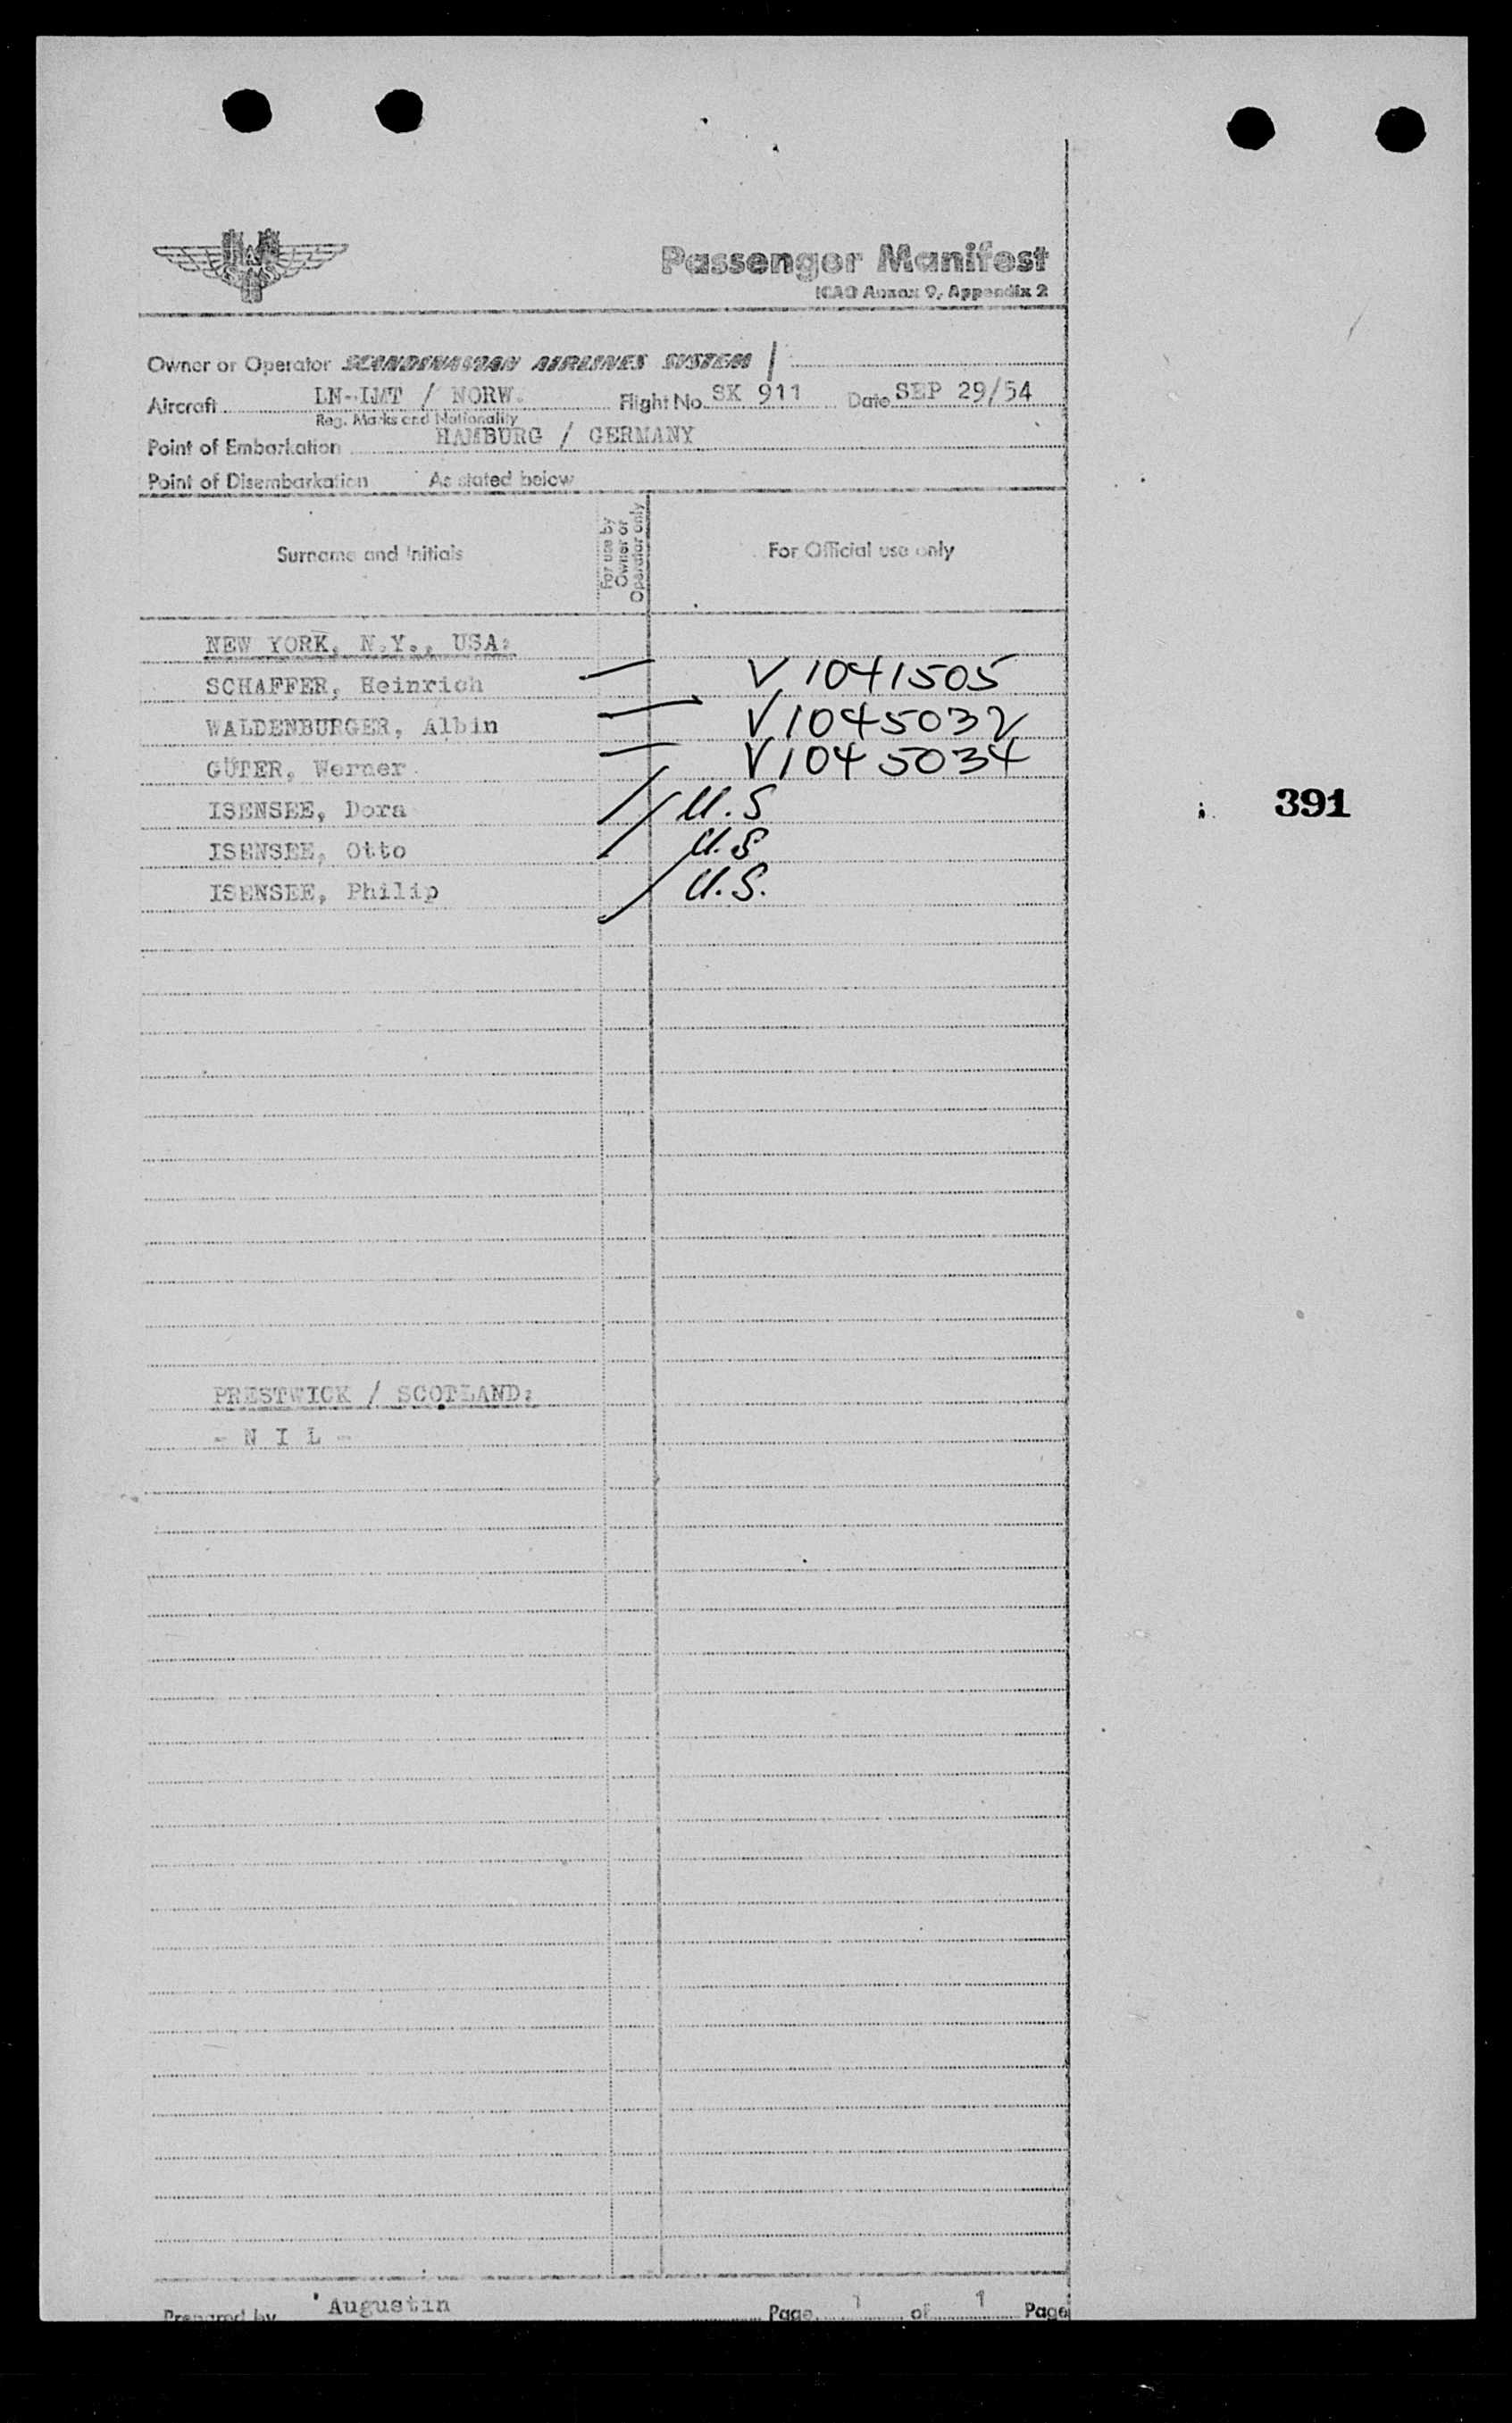 Passenger Manifest
ICAO Annex 9, Appendix 2
Owner or Operator SCANDINAVIAN AIRLINES SYSTEM /
Aircraft LN-LMT / NORW. Flight No. SK 911 Date SEP 29/54
Reg. Marks and Nationality
Point of Embarkation HAMBURG / GERMANY
Point of Disembarkation As stated below
Surname and Initials For use by Owner or Operator only For Official use only
NEW YORK, N.Y., USA:
SCHAFFER, Heinrich — V 1041505
WALDENBURGER, Albin — V1045032
GÜTER, Werner — V1045034
ISENSEE, Dora / U.S
ISENSEE, Otto / U.S
ISENSEE, Philip / U.S.
391
PRESTWICK / SCOTLAND:
- N I L -
Prepared by Augustin Page 1 of 1 Page